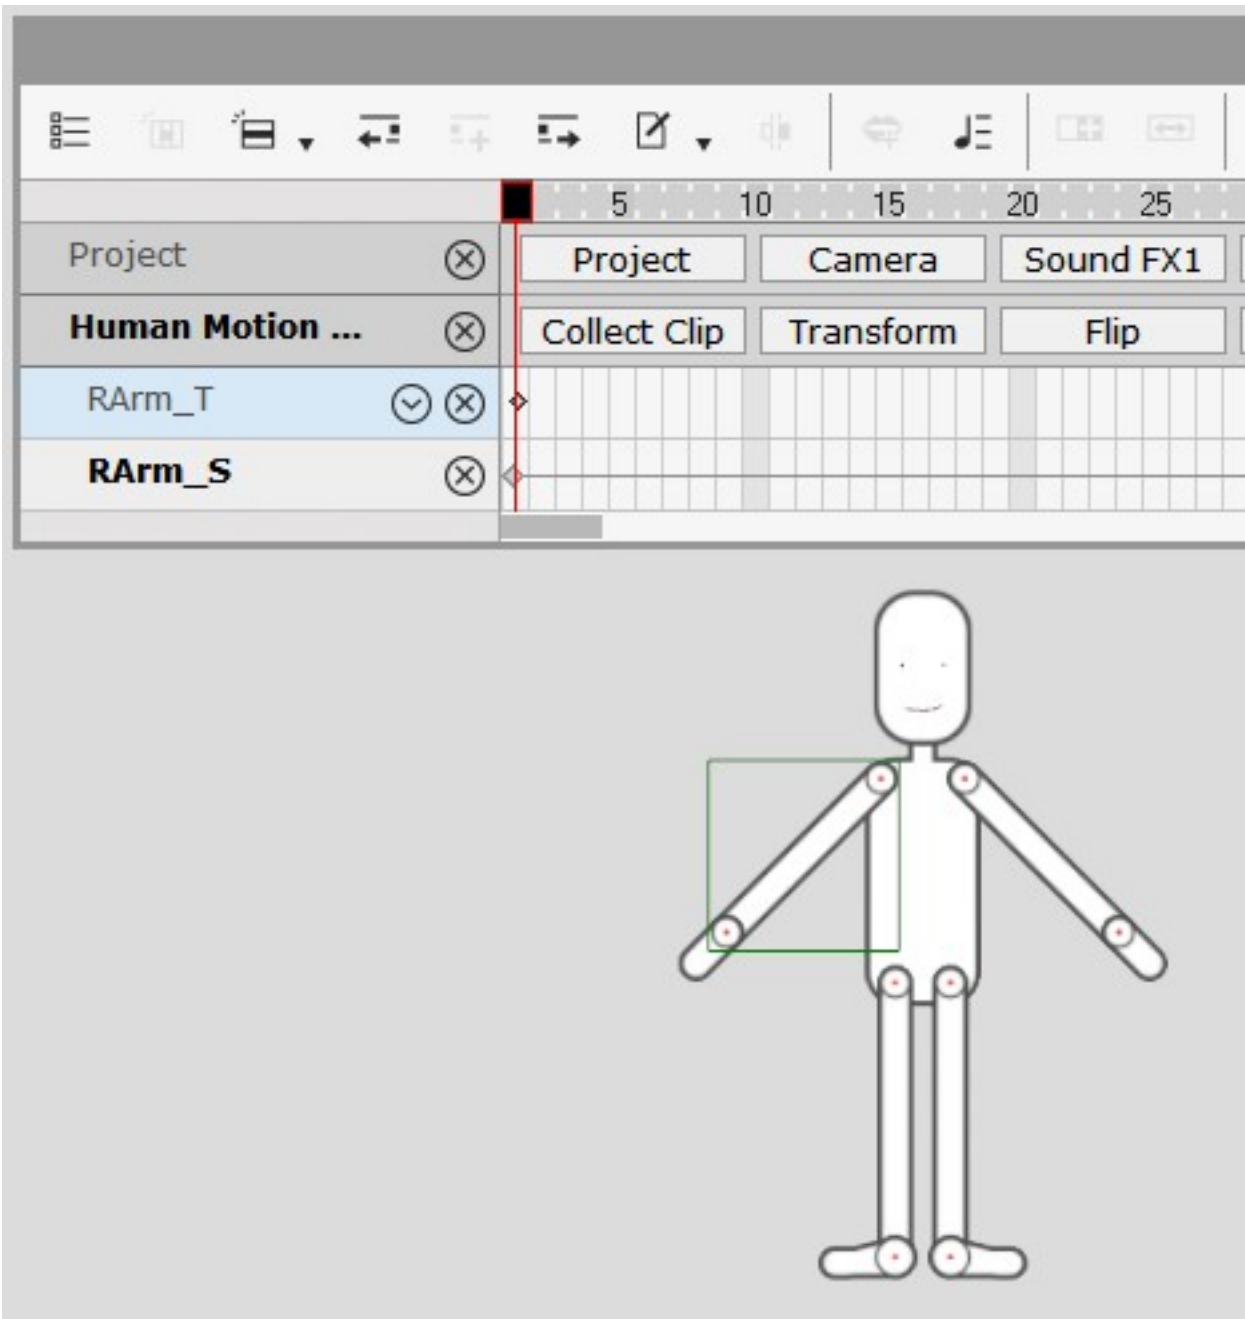 5 10 15 20 25
Project Project Camera Sound FX1
Human Motion ... Collect Clip Transform Flip
RArm_T
RArm_S